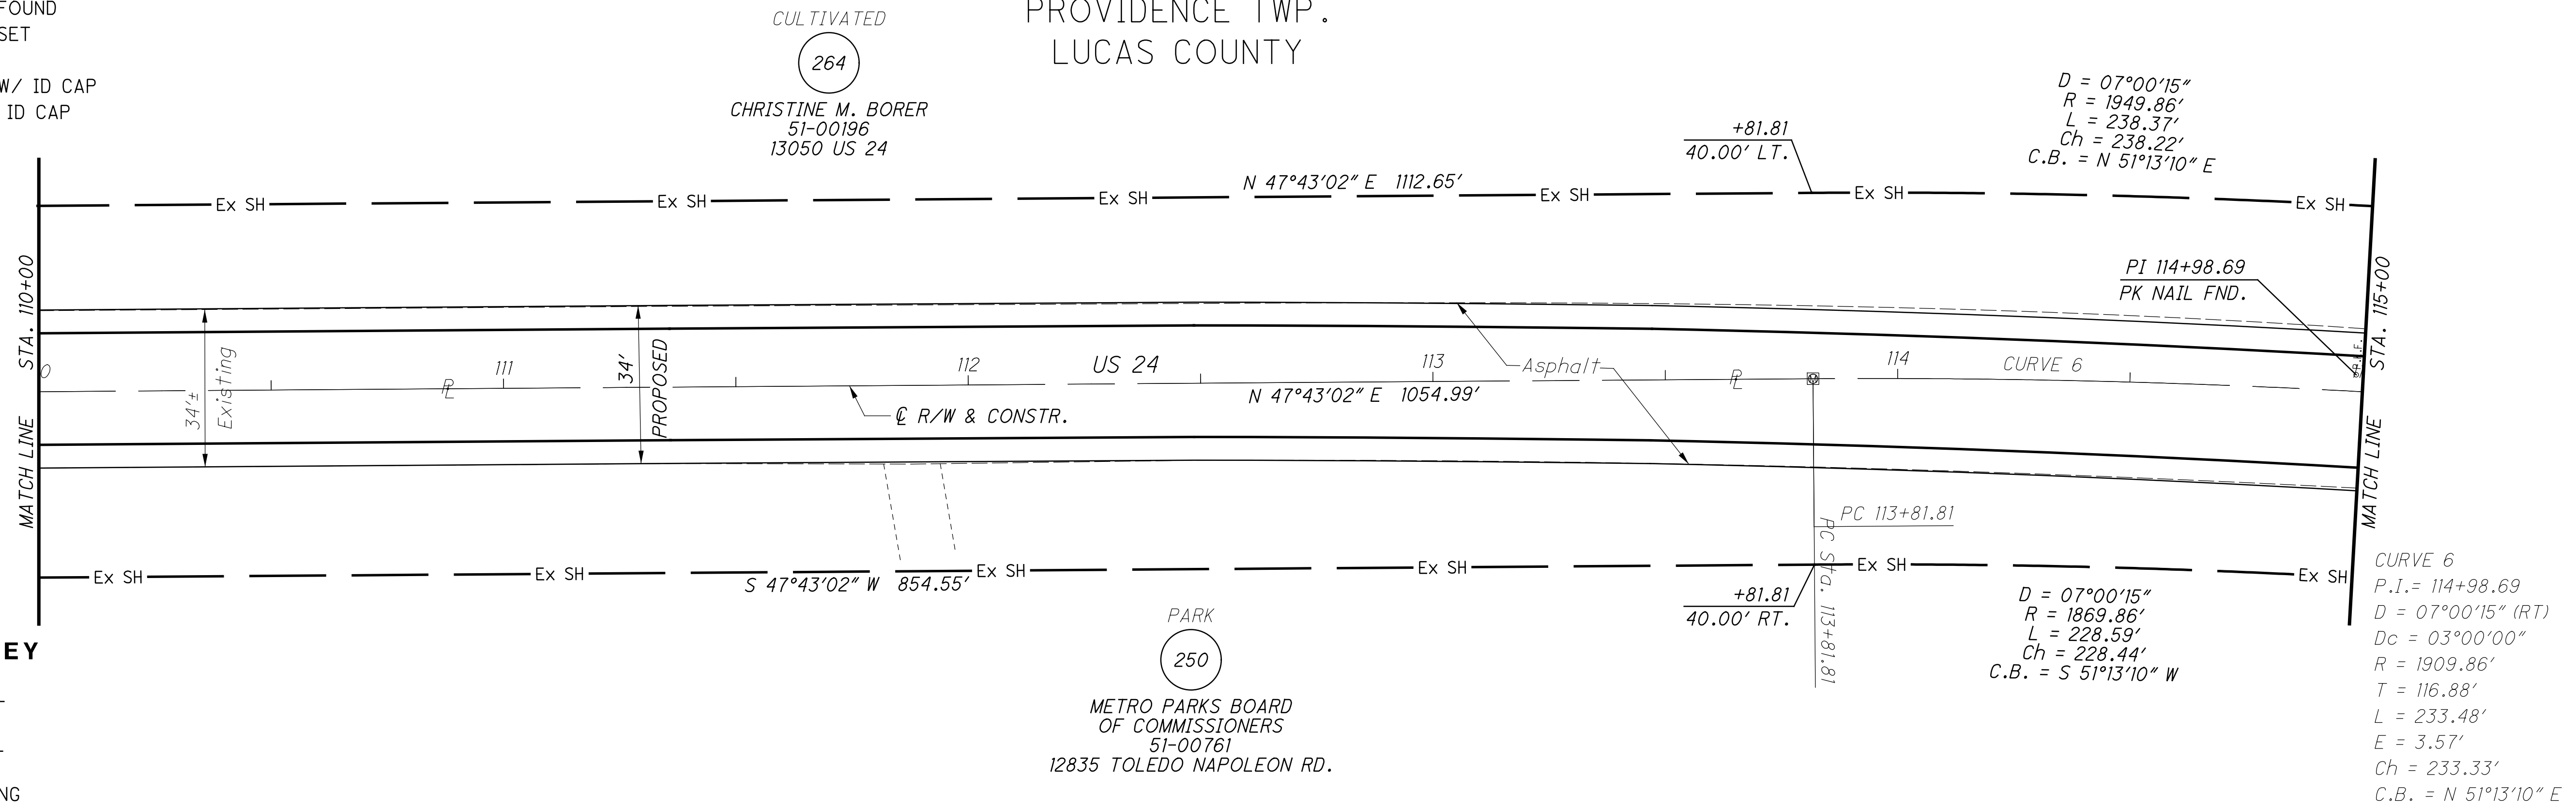 FOUND
SET
W/ ID CAP
ID CAP
CULTIVATED
264
CHRISTINE M. BORER
51-00196
13050 US 24
PROVIDENCE TWP.
LUCAS COUNTY
D = 07°00'15"
R = 1949.86'
L = 238.37'
Ch = 238.22'
C.B. = N 51°13'10" E
+81.81
40.00' LT.
N 47°43'02" E 1112.65'
Ex SH
Ex SH
Ex SH
Ex SH
Ex SH
Ex SH
MATCH LINE STA. 110+00
0
34'±
Existing
34'
PROPOSED
111
112
113
114
US 24
PL
PL
N 47°43'02" E 1054.99'
CL R/W & CONSTR.
Asphalt
CURVE 6
PI 114+98.69
PK NAIL FND.
MATCH LINE STA. 115+00
PC 113+81.81
PC Sta. 113+81.81
Ex SH
Ex SH
Ex SH
Ex SH
Ex SH
Ex SH
S 47°43'02" W 854.55'
+81.81
40.00' RT.
PARK
250
METRO PARKS BOARD
OF COMMISSIONERS
51-00761
12835 TOLEDO NAPOLEON RD.
D = 07°00'15"
R = 1869.86'
L = 228.59'
Ch = 228.44'
C.B. = S 51°13'10" W
CURVE 6
P.I.= 114+98.69
D = 07°00'15" (RT)
Dc = 03°00'00"
R = 1909.86'
T = 116.88'
L = 233.48'
E = 3.57'
Ch = 233.33'
C.B. = N 51°13'10" E
EY
NG